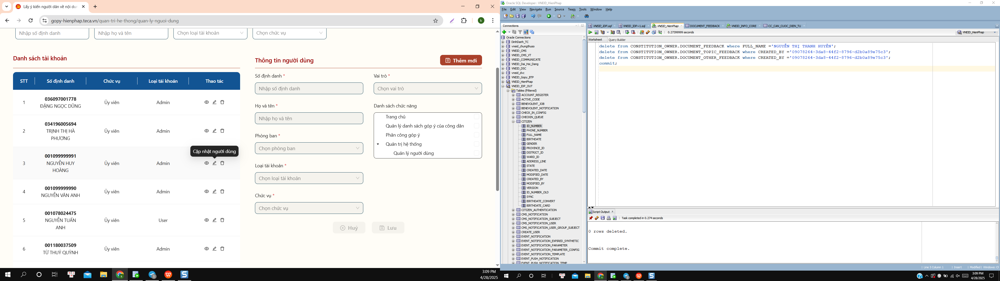 Lấy ý kiến người dân về nội du
gopy-hienphap.teca.vn/quan-tri-he-thong/quan-ly-nguoi-dung
k
Nhập số định danh
Nhập họ và tên
Chọn loại tài khoản
Chọn chức vụ
Danh sách tài khoản
STT Số định danh Chức vụ Loại tài khoản Thao tác
1 036097001778 Ủy viên Admin
ĐẶNG NGỌC DŨNG
2 034196005694 Ủy viên Admin
TRỊNH THỊ HÀ
PHƯƠNG
Cập nhật người dùng
3 001099999991 Ủy viên Admin
NGUYỄN HUY
HOÀNG
4 001099999990 Ủy viên Admin
NGUYỄN VĂN ANH
5 001078024475 Ủy viên User
NGUYỄN TUẤN
ANH
6 001180037509 Ủy viên Admin
TỪ THUÝ QUỲNH
Thông tin người dùng
Thêm mới
Số định danh *
Nhập số định danh
Họ và tên *
Nhập họ và tên
Phòng ban *
Chọn phòng ban
Loại tài khoản *
Chọn loại tài khoản
Chức vụ *
Chọn chức vụ
Vai trò *
Chọn vai trò
Danh sách chức năng
Trang chủ
Quản lý danh sách góp ý của công dân
Phân công góp ý
Quản trị hệ thống
Quản lý người dùng
Huỷ
Lưu
3:09 PM
4/28/2025
Oracle SQL Developer : VNEID_HienPhap
File Edit View Navigate Run Source Team Tools Window Help
Connections
Oracle Connections
DinhDanh_TC
vneid_chungthuso
VNEID_CMS
VNEID_CMS_VT
VNEID_COMMUNICATE
VNEID_Dai_Hoi_Dang
VNEID_DSC
vneid_dvc
VNEID_Gopy_BTP
VNEID_HienPhap
VNEID_IDP_OUT
Tables (Filtered)
ACCOUNT_REGISTER
ACTIVE_CODE
BENEVOLENT_JOB
BENEVOLENT_NOTIFICATION
CHECK_IN_CONFIG
CHECKIN_QUEUE
CITIZEN
ID_NUMBER
PHONE_NUMBER
FULL_NAME
BIRTHDATE
GENDER
PROVINCE_ID
DISTRICT_ID
WARD_ID
ADDRESS_LINE
STATE
CREATED_DATE
MODIFIED_DATE
CREATED_BY
MODIFIED_BY
VERSION
ID_NUMBER_OLD
SYNC
BIRTHDATE_CONVERT
BIRTHDATE_CARD
CITIZEN_AUTHENTICATION
CMS_NOTIFICATION
CMS_NOTIFICATION_SUBJECT
CMS_NOTIFICATION_USER
CMS_NOTIFICATION_USER_GROUP_SUBJECT
CREATE_USER
EVENT_NOTIFICATION
EVENT_NOTIFICATION_EXPIRED_SYNTHETIC
EVENT_NOTIFICATION_PARAMETER
EVENT_NOTIFICATION_PARAMETER_CONFIG
EVENT_NOTIFICATION_TEMPLATE
EVENT_PUSH_NOTIFICATION
EVENT_PUSH_NOTIFICATION_TEMP
VNEID_IDP.sql VNEID_IDP~1.sql VNEID_HienPhap DOCUMENT_FEEDBACK VNEID_INFO_CORE CC_CAN_CUOC_DIEN_TU
0.27399999 seconds
VNEID_HienPhap
Worksheet Query Builder
delete from CONSTITUTION_OWNER.DOCUMENT_FEEDBACK where FULL_NAME ='NGUYỄN THỊ THANH HUYỀN';
delete from CONSTITUTION_OWNER.DOCUMENT_TOPIC_FEEDBACK where CREATED_BY ='09078264-3da8-44f2-8796-d2b0a89e75c3';
delete from CONSTITUTION_OWNER.DOCUMENT_OTHER_FEEDBACK where CREATED_BY ='09078264-3da8-44f2-8796-d2b0a89e75c3';
commit;
Script Output
Task completed in 0.274 seconds
0 rows deleted.
Commit complete.
Line 5 Column 1 Insert Modified Windows: C
3:09 PM
4/28/2025